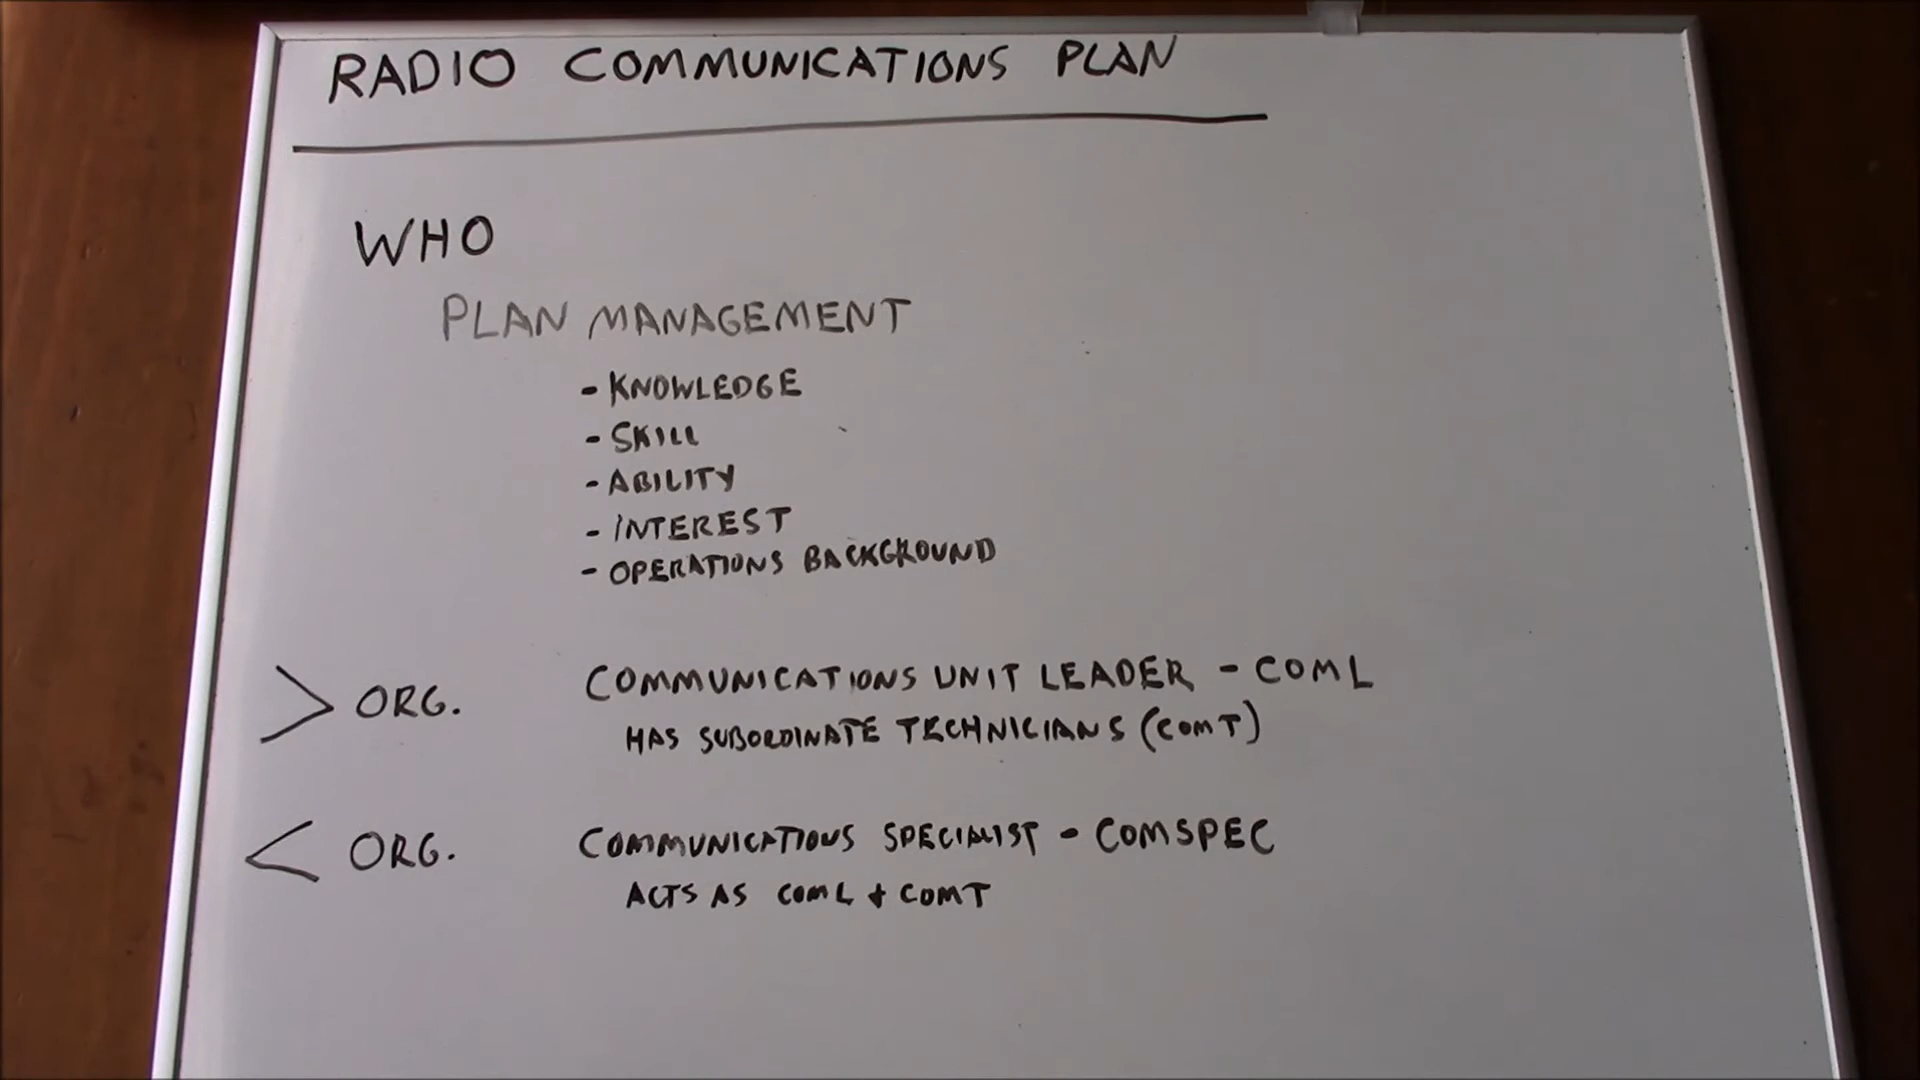 RADIO COMMUNICATIONS PLAN
WHO
PLAN MANAGEMENT
- KNOWLEDGE
- SKILL
- ABILITY
- INTEREST
- OPERATIONS BACKGROUND
> ORG. COMMUNICATIONS UNIT LEADER - COML
HAS SUBORDINATE TECHNICIANS (COMT)
< ORG. COMMUNICATIONS SPECIALIST - COMSPEC
ACTS AS COML + COMT